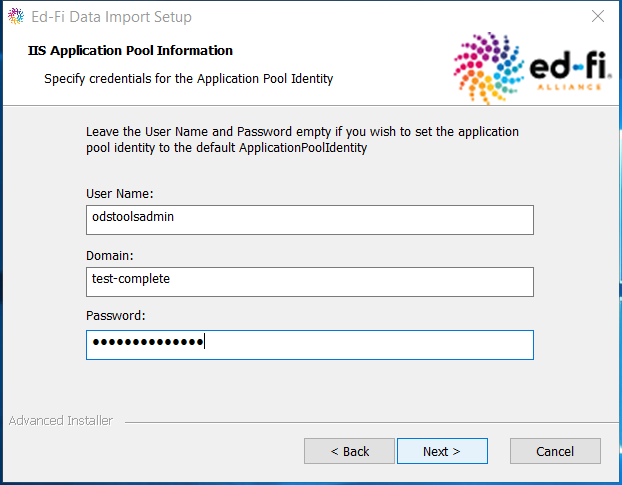 Ed-Fi Data Import Setup
IIS Application Pool Information
Specify credentials for the Application Pool Identity
ed-fi
ALLIANCE
Leave the User Name and Password empty if you wish to set the application
pool identity to the default ApplicationPoolIdentity
User Name:
odstoolsadmin
Domain:
test-complete
Password:
●●●●●●●●●●●●●●
Advanced Installer
< Back
Next >
Cancel